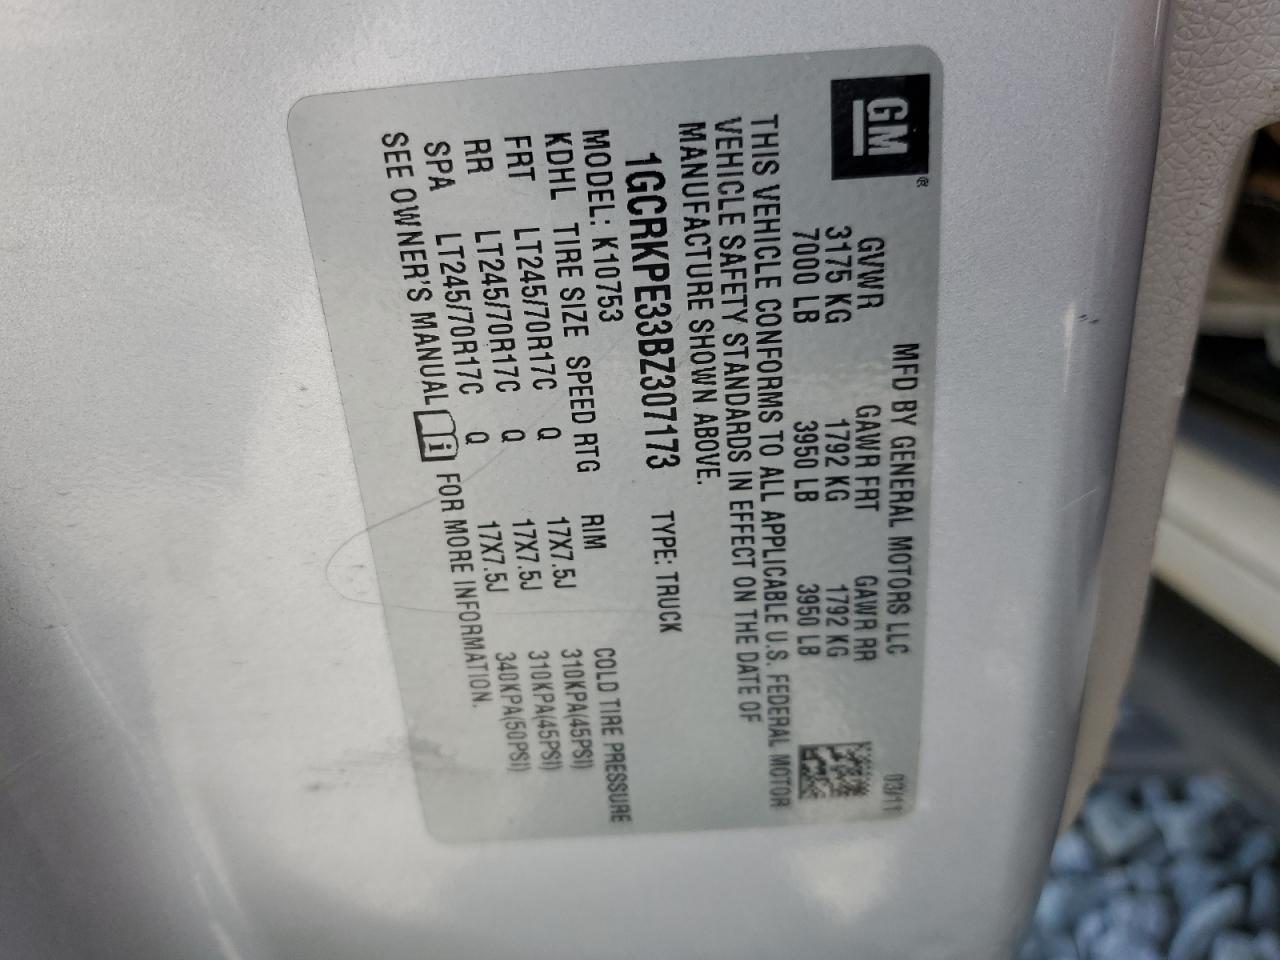 GM®
MFD BY GENERAL MOTORS LLC 03/11
GVWR GAWR FRT GAWR RR
3175 KG 1792 KG 1792 KG
7000 LB 3950 LB 3950 LB
THIS VEHICLE CONFORMS TO ALL APPLICABLE U.S. FEDERAL MOTOR
VEHICLE SAFETY STANDARDS IN EFFECT ON THE DATE OF
MANUFACTURE SHOWN ABOVE.
1GCRKPE33BZ307173 TYPE: TRUCK
MODEL: K10753
KDHL TIRE SIZE SPEED RTG RIM COLD TIRE PRESSURE
FRT LT245/70R17C Q 17X7.5J 310KPA(45PSI)
RR LT245/70R17C Q 17X7.5J 310KPA(45PSI)
SPA LT245/70R17C Q 17X7.5J 340KPA(50PSI)
SEE OWNER'S MANUAL i FOR MORE INFORMATION.